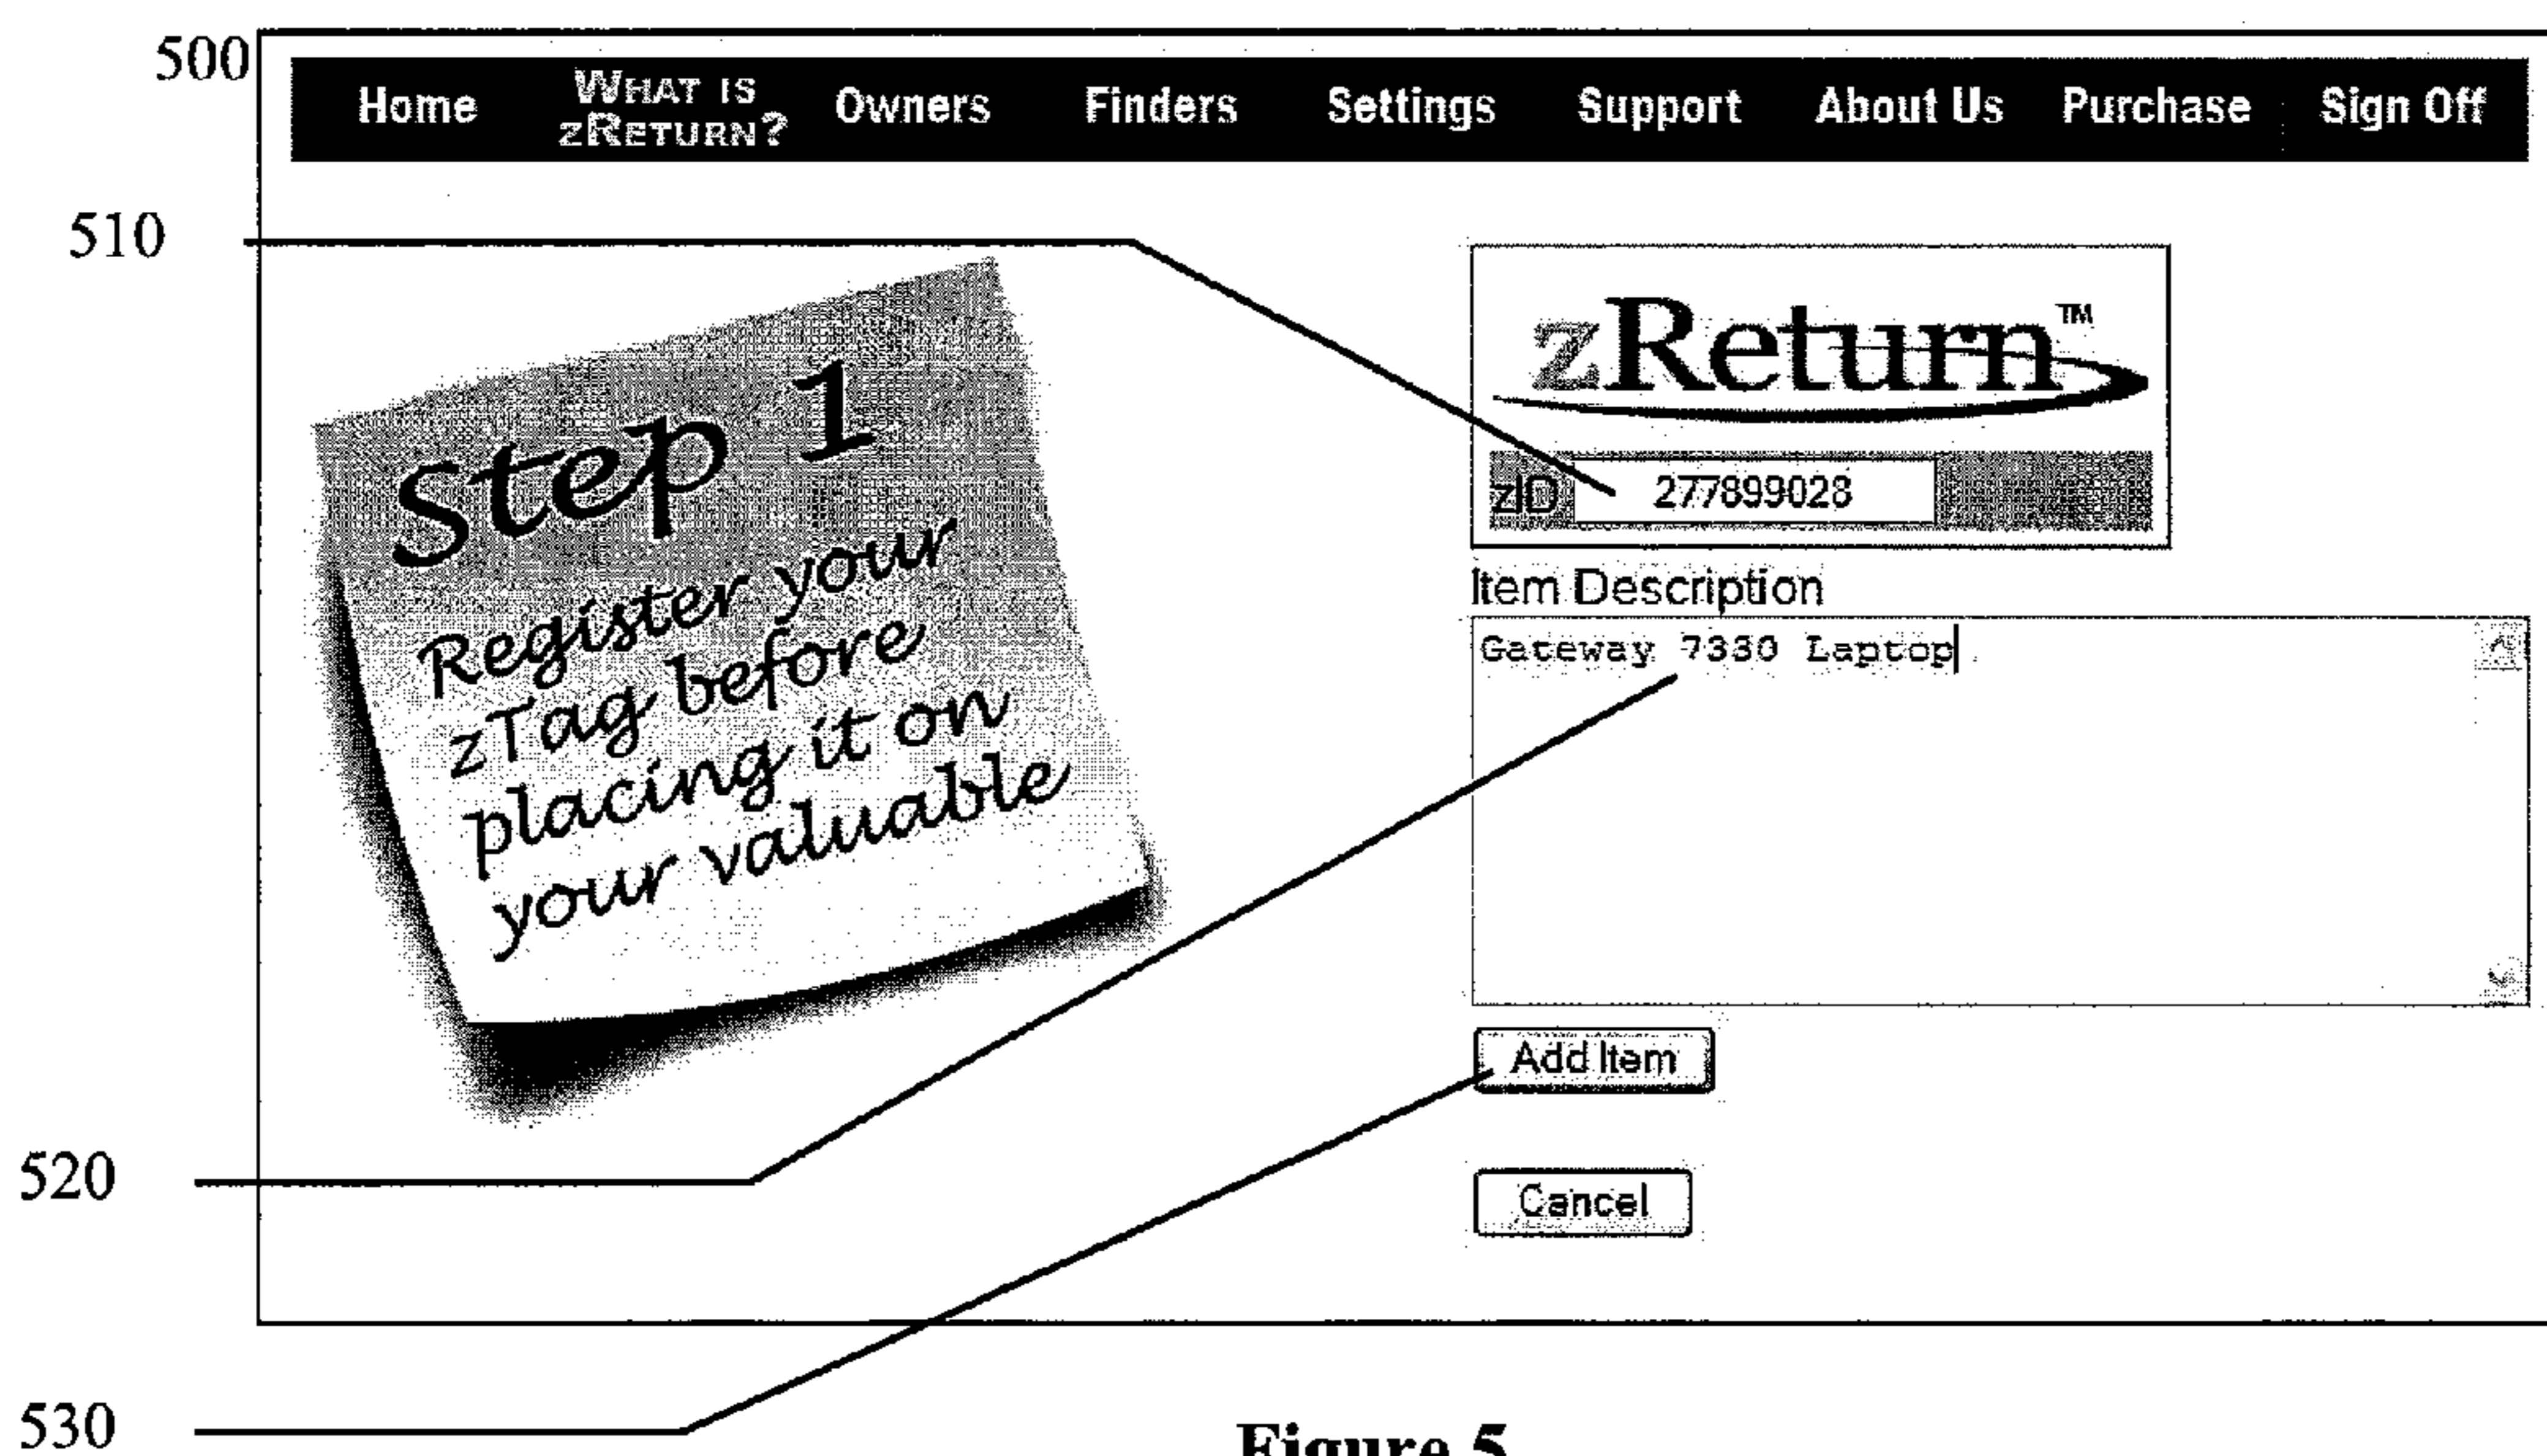 500
Home WHAT IS ZRETURN? Owners Finders Settings Support About Us Purchase Sign Off
510
zReturn™
zID 277899028
Step 1
Register your
zTag before
placing it on
your valuable
Item Description
Gateway 7330 Laptop
Add Item
520
Cancel
530
Figure 5